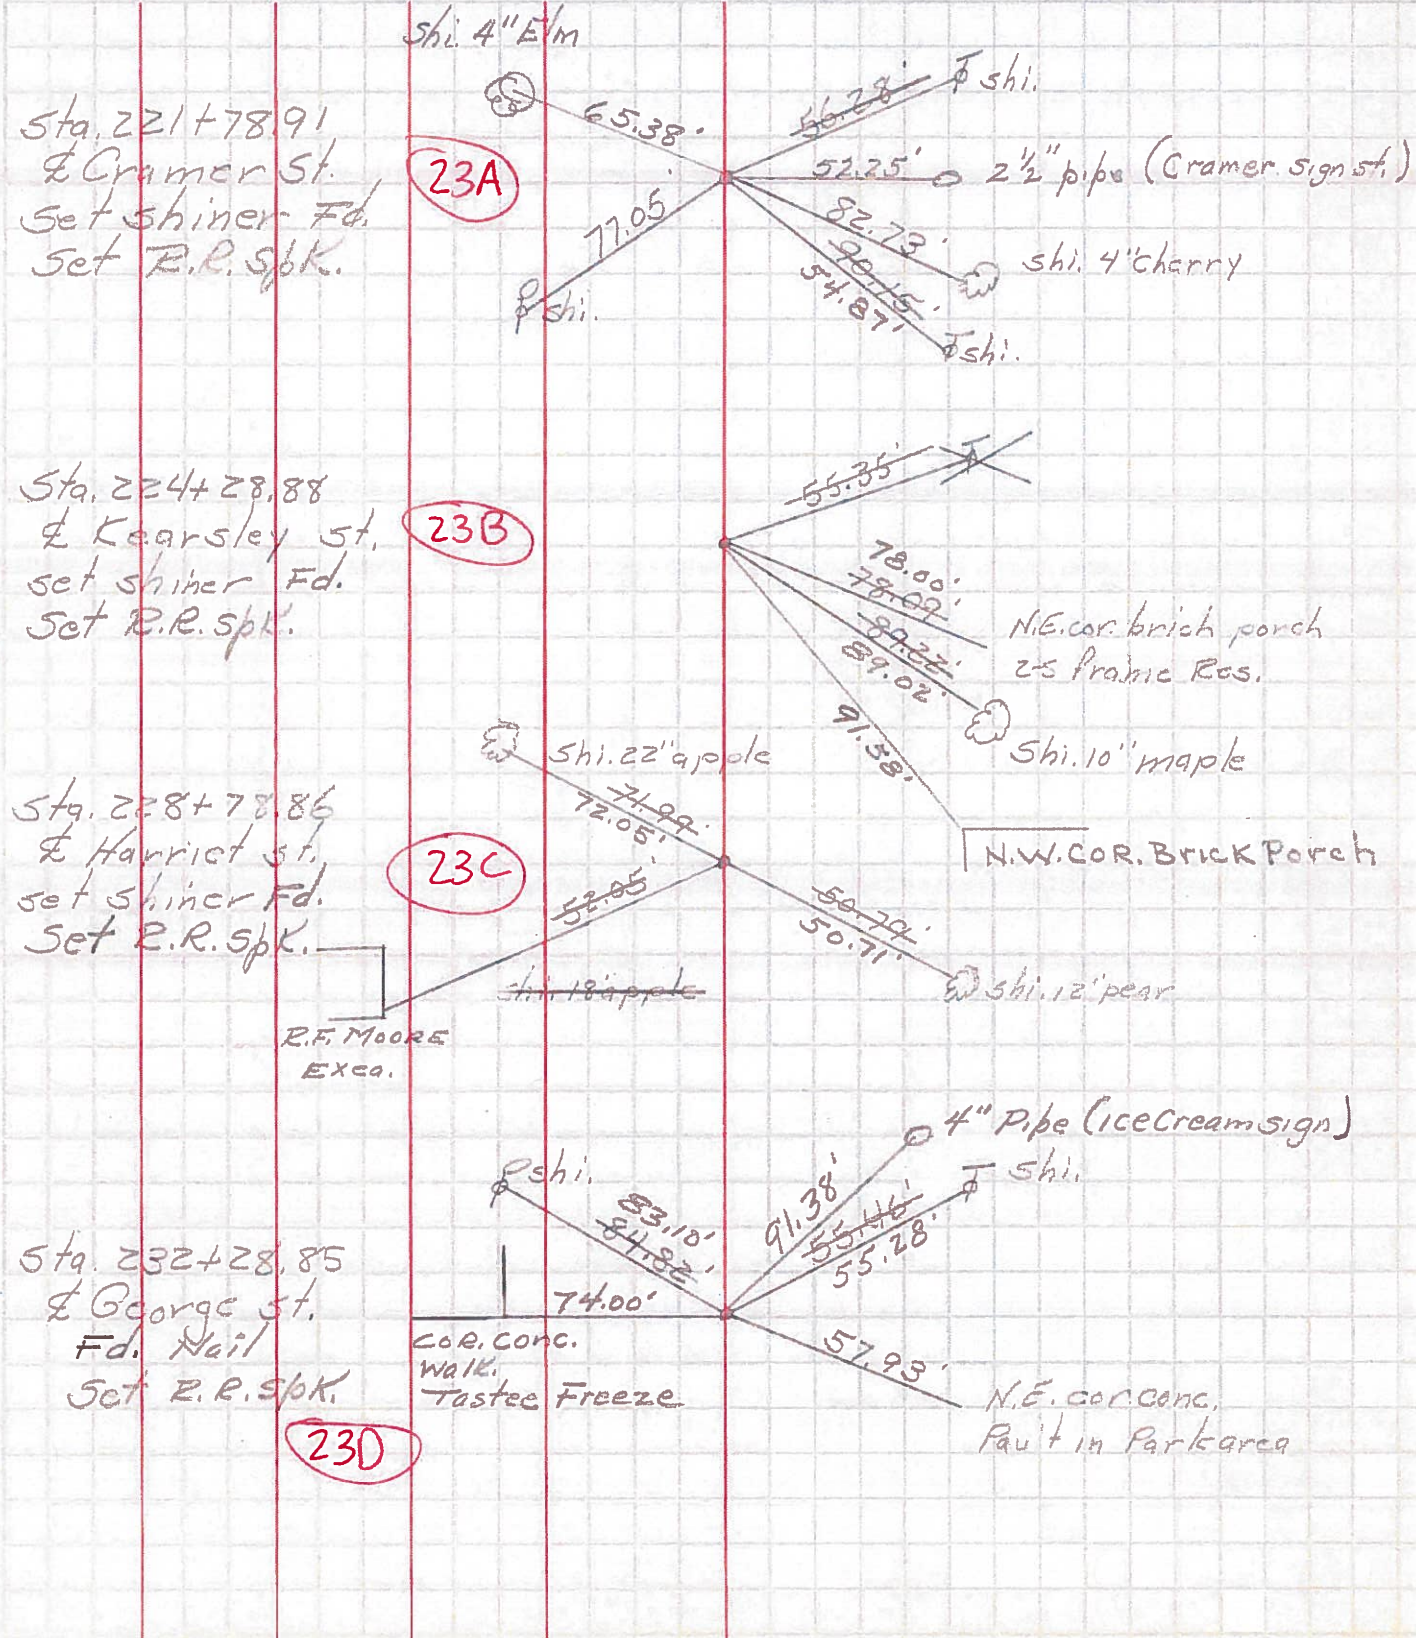 Shi. 4" Elm
Sta. 221+78.91
℄ Cramer St.
Set shiner Fd.
Set R.R. Spk.
23A
65.38'
77.05'
shi.
56.28'
shi.
52.25'
2½" pipe (Cramer sign st.)
82.73'
shi. 4" Cherry
90.15'
54.87'
shi.
Sta. 224+28.88
℄ Kearsley St.
set shiner Fd.
Set R.R. Spk.
23B
55.35'
78.00'
78.09'
N.E. cor. brick porch
2-S Frame Res.
89.22'
89.02'
Shi. 10" maple
91.58'
N.W. COR. BRICK PORCH
Sta. 228+78.86
℄ Harriet St.
set shiner Fd.
Set R.R. Spk.
23C
Shi. 22" apple
71.99'
72.05'
52.05'
shi. 18" apple
R.F. MOORE
Exca.
50.79'
50.71'
Shi. 12" pear
Sta. 232+28.85
℄ George St.
Fd. Nail
Set R.R. Spk.
23D
shi.
83.10'
84.82'
74.00'
COR. CONC.
Walk.
Tastee Freeze
4" Pipe (ice Cream sign)
91.38'
shi.
55.46'
55.28'
57.93'
N.E. cor. conc.
in Park area